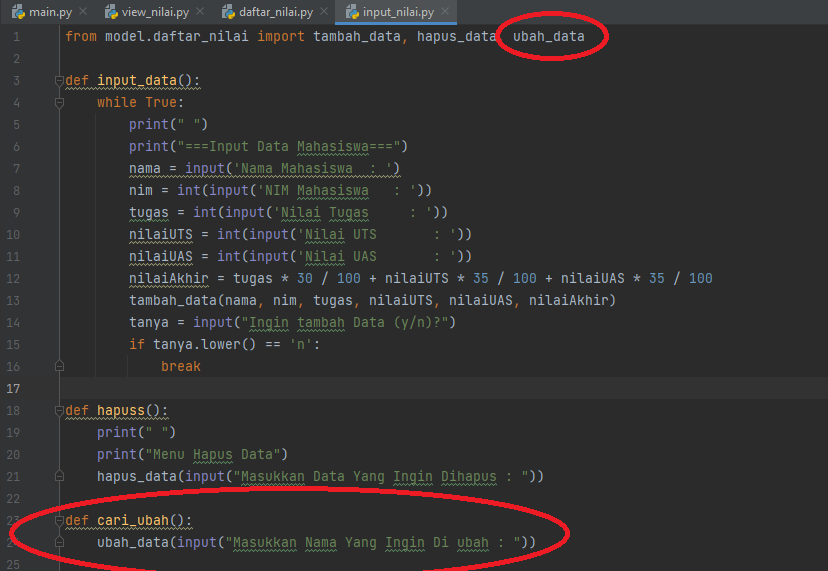 main.py view_nilai.py daftar_nilai.py input_nilai.py
1 from model.daftar_nilai import tambah_data, hapus_data, ubah_data
2
3 def input_data():
4 while True:
5 print(" ")
6 print("===Input Data Mahasiswa===")
7 nama = input('Nama Mahasiswa  : ')
8 nim = int(input('NIM Mahasiswa   : '))
9 tugas = int(input('Nilai Tugas     : '))
10 nilaiUTS = int(input('Nilai UTS       : '))
11 nilaiUAS = int(input('Nilai UAS       : '))
12 nilaiAkhir = tugas * 30 / 100 + nilaiUTS * 35 / 100 + nilaiUAS * 35 / 100
13 tambah_data(nama, nim, tugas, nilaiUTS, nilaiUAS, nilaiAkhir)
14 tanya = input("Ingin tambah Data (y/n)?")
15 if tanya.lower() == 'n':
16 break
17
18 def hapuss():
19 print(" ")
20 print("Menu Hapus Data")
21 hapus_data(input("Masukkan Data Yang Ingin Dihapus : "))
22
23 def cari_ubah():
24 ubah_data(input("Masukkan Nama Yang Ingin Di ubah : "))
25